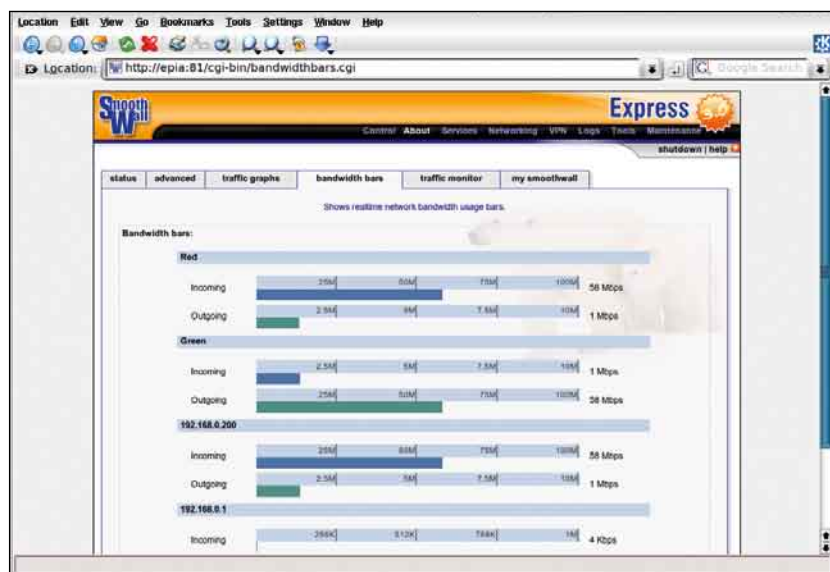 Location Edit View Go Bookmarks Tools Settings Window Help
Location: http://epia:81/cgi-bin/bandwidthbars.cgi Google Search
Smooth Wall Express 3.0
Control About Services Networking VPN Logs Tools Maintenance
shutdown | help
status advanced traffic graphs bandwidth bars traffic monitor my smoothwall
Shows realtime network bandwidth usage bars.
Bandwidth bars:
Red
Incoming 25M 50M 75M 100M 58 Mbps
Outgoing 2.5M 5M 7.5M 10M 1 Mbps
Green
Incoming 2.5M 5M 7.5M 10M 1 Mbps
Outgoing 25M 50M 75M 100M 58 Mbps
192.168.0.200
Incoming 25M 50M 75M 100M 58 Mbps
Outgoing 2.5M 5M 7.5M 10M 1 Mbps
192.168.0.1
Incoming 256K 512K 768K 1M 4 Kbps